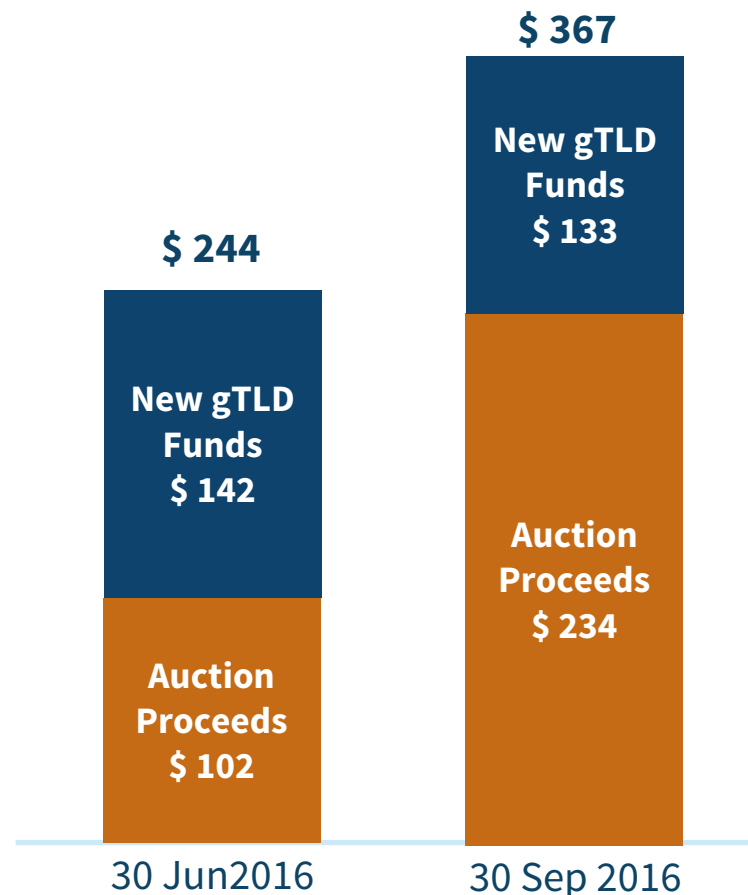 $ 367
New gTLD
Funds
$ 133
$ 244
New gTLD
Funds
$ 142
Auction
Proceeds
$ 234
Auction
Proceeds
$ 102
30 Jun2016
30 Sep 2016